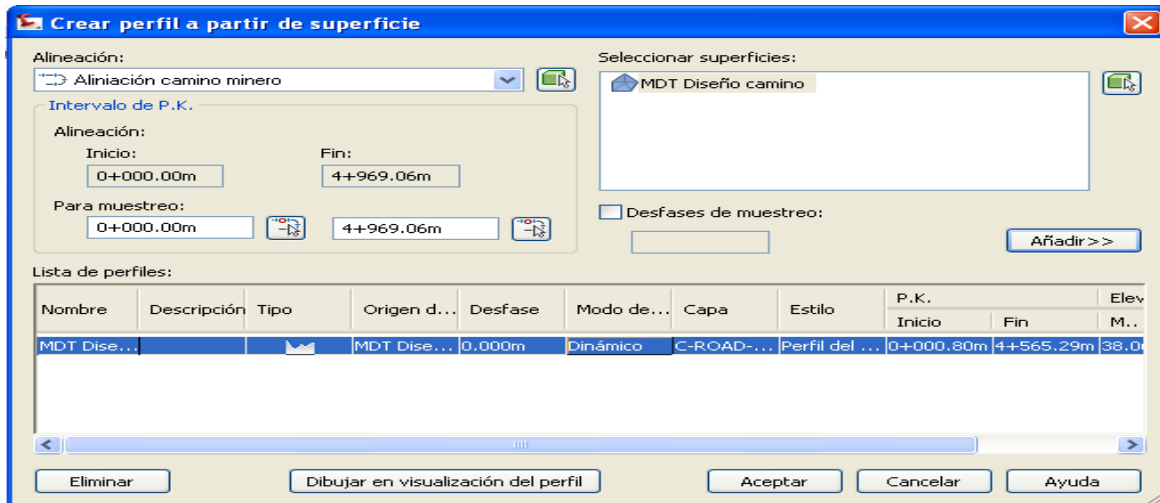 Crear perfil a partir de superficie
Alineación:
Aliniación camino minero
Intervalo de P.K.
Alineación:
Inicio: Fin:
0+000.00m 4+969.06m
Para muestreo:
0+000.00m 4+969.06m
Seleccionar superficies:
MDT Diseño camino
Desfases de muestreo:
Añadir>>
Lista de perfiles:
Nombre Descripción Tipo Origen d... Desfase Modo de... Capa Estilo P.K. Elev
Inicio Fin M...
MDT Dise... MDT Dise... 0.000m Dinámico C-ROAD-... Perfil del ... 0+000.80m 4+565.29m 38.0
Eliminar Dibujar en visualización del perfil Aceptar Cancelar Ayuda